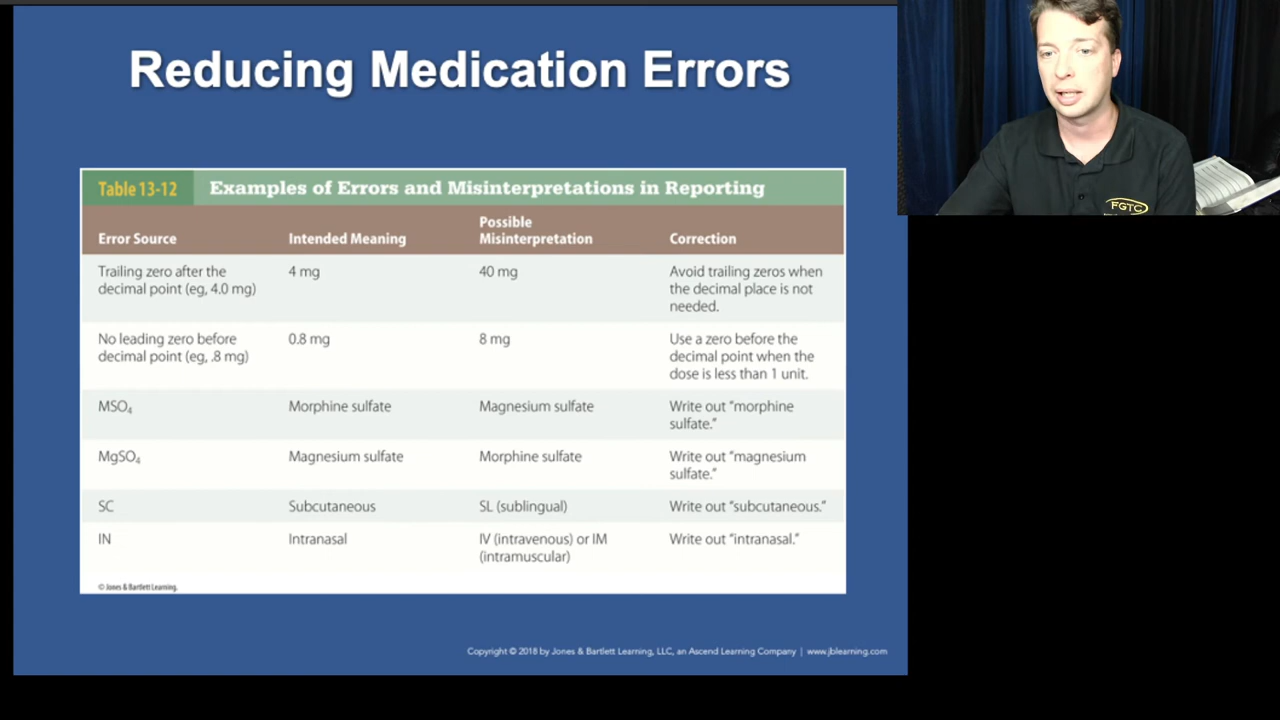 Reducing Medication Errors
Table 13-12 Examples of Errors and Misinterpretations in Reporting
Error Source Intended Meaning Possible Misinterpretation Correction
Trailing zero after the decimal point (eg, 4.0 mg) 4 mg 40 mg Avoid trailing zeros when the decimal place is not needed.
No leading zero before decimal point (eg, .8 mg) 0.8 mg 8 mg Use a zero before the decimal point when the dose is less than 1 unit.
MSO₄ Morphine sulfate Magnesium sulfate Write out “morphine sulfate.”
MgSO₄ Magnesium sulfate Morphine sulfate Write out “magnesium sulfate.”
SC Subcutaneous SL (sublingual) Write out “subcutaneous.”
IN Intranasal IV (intravenous) or IM (intramuscular) Write out “intranasal.”
© Jones & Bartlett Learning.
Copyright © 2018 by Jones & Bartlett Learning, LLC, an Ascend Learning Company | www.jblearning.com
FGTC